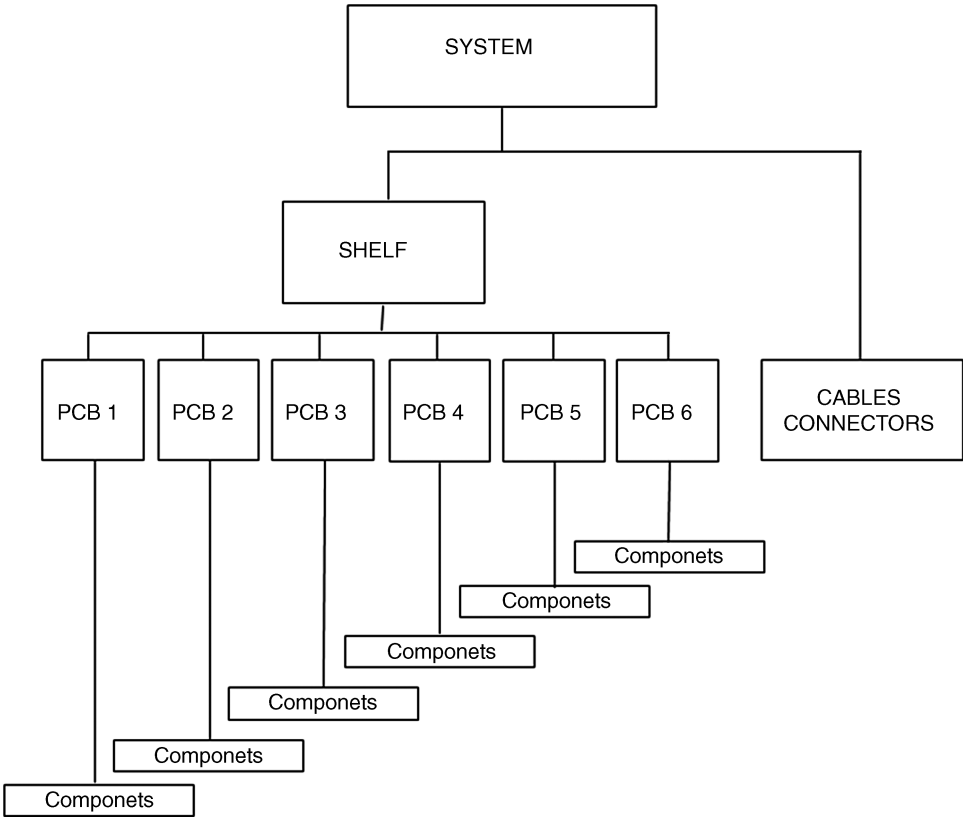 SYSTEM
SHELF
PCB 1
PCB 2
PCB 3
PCB 4
PCB 5
PCB 6
CABLES
CONNECTORS
Componets
Componets
Componets
Componets
Componets
Componets